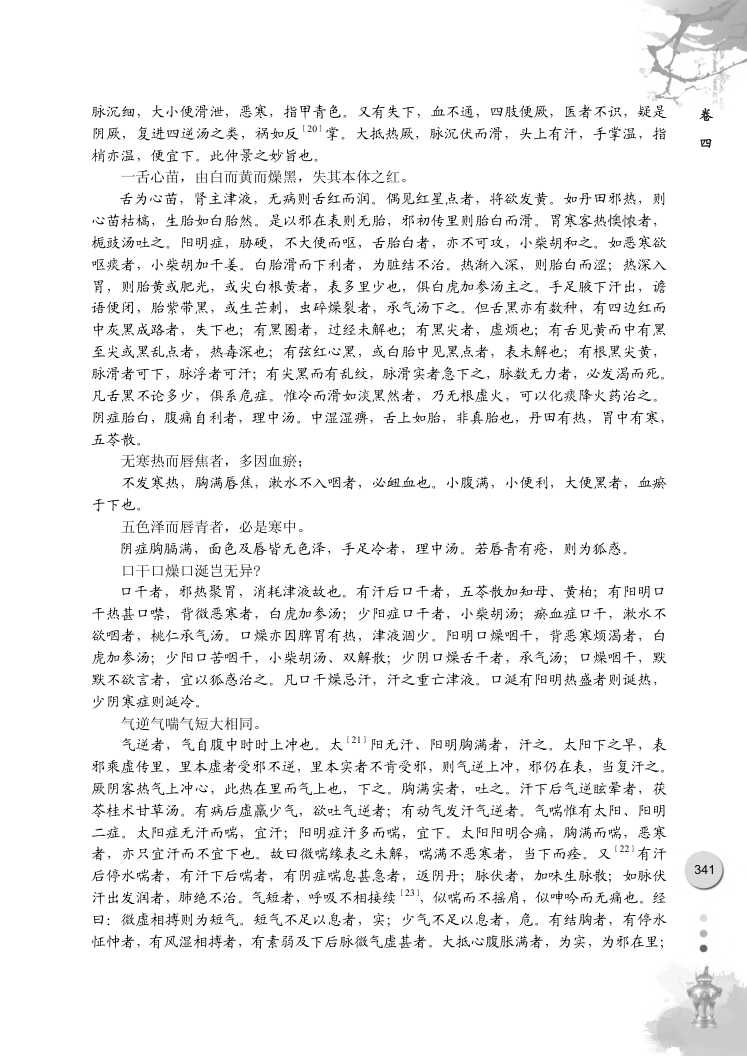 脉沉细，大小便滑泄，恶寒，指甲青色。又有失下，血不通，四肢便厥，医者不识，疑是
阴厥，复进四逆汤之类，祸如反〔20〕掌。大抵热厥，脉沉伏而滑，头上有汗，手掌温，指
梢亦温，便宜下。此仲景之妙旨也。
一舌心苗，由白而黄而燥黑，失其本体之红。
舌为心苗，肾主津液，无病则舌红而润。偶见红星点者，将欲发黄。如丹田邪热，则
心苗枯槁，生胎如白胎然。是以邪在表则无胎，邪初传里则胎白而滑。胃寒客热懊憹者，
栀豉汤吐之。阳明症，胁硬，不大便而呕，舌胎白者，亦不可攻，小柴胡和之。如恶寒欲
呕痰者，小柴胡加干姜。白胎滑而下利者，为脏结不治。热渐入深，则胎白而涩；热深入
胃，则胎黄或肥光，或尖白根黄者，表多里少也，俱白虎加参汤主之。手足腋下汗出，谵
语便闭，胎紫带黑，或生芒刺，虫碎燥裂者，承气汤下之。但舌黑亦有数种，有四边红而
中灰黑成路者，失下也；有黑圈者，过经未解也；有黑尖者，虚烦也；有舌见黄而中有黑
至尖或黑乱点者，热毒深也；有弦红心黑，或白胎中见黑点者，表未解也；有根黑尖黄，
脉滑者可下，脉浮者可汗；有尖黑而有乱纹，脉滑实者急下之，脉数无力者，必发渴而死。
凡舌黑不论多少，俱系危症。惟冷而滑如淡黑然者，乃无根虚火，可以化痰降火药治之。
阴症胎白，腹痛自利者，理中汤。中湿湿痹，舌上如胎，非真胎也，丹田有热，胃中有寒，
五苓散。
无寒热而唇焦者，多因血瘀；
不发寒热，胸满唇焦，漱水不入咽者，必衄血也。小腹满，小便利，大便黑者，血瘀
于下也。
五色泽而唇青者，必是寒中。
阴症胸膈满，面色及唇皆无色泽，手足冷者，理中汤。若唇青有疮，则为狐惑。
口干口燥口涎岂无异?
口干者，邪热聚胃，消耗津液故也。有汗后口干者，五苓散加知母、黄柏；有阳明口
干热甚口噤，背微恶寒者，白虎加参汤；少阳症口干者，小柴胡汤；瘀血症口干，漱水不
欲咽者，桃仁承气汤。口燥亦因脾胃有热，津液涸少。阳明口燥咽干，背恶寒烦渴者，白
虎加参汤；少阳口苦咽干，小柴胡汤、双解散；少阴口燥舌干者，承气汤；口燥咽干，默
默不欲言者，宜以狐惑治之。凡口干燥忌汗，汗之重亡津液。口涎有阳明热盛者则涎热，
少阴寒症则涎冷。
气逆气喘气短大相同。
气逆者，气自腹中时时上冲也。太〔21〕阳无汗、阳明胸满者，汗之。太阳下之早，表
邪乘虚传里，里本虚者受邪不逆，里本实者不肯受邪，则气逆上冲，邪仍在表，当复汗之。
厥阴客热气上冲心，此热在里而气上也，下之。胸满实者，吐之。汗下后气逆眩晕者，茯
苓桂术甘草汤。有病后虚羸少气，欲吐气逆者；有动气发汗气逆者。气喘惟有太阳、阳明
二症。太阳症无汗而喘，宜汗；阳明症汗多而喘，宜下。太阳阳明合痛，胸满而喘，恶寒
者，亦只宜汗而不宜下也。故曰微喘缘表之未解，喘满不恶寒者，当下而痊。又〔22〕有汗
后停水喘者，有汗下后喘者，有阴症喘息甚急者，返阴丹；脉伏者，加味生脉散；如脉伏
汗出发润者，肺绝不治。气短者，呼吸不相接续〔23〕，似喘而不摇肩，似呻吟而无痛也。经
曰：微虚相搏则为短气。短气不足以息者，实；少气不足以息者，危。有结胸者，有停水
怔忡者，有风湿相搏者，有素弱及下后脉微气虚甚者。大抵心腹胀满者，为实，为邪在里；
卷四
341